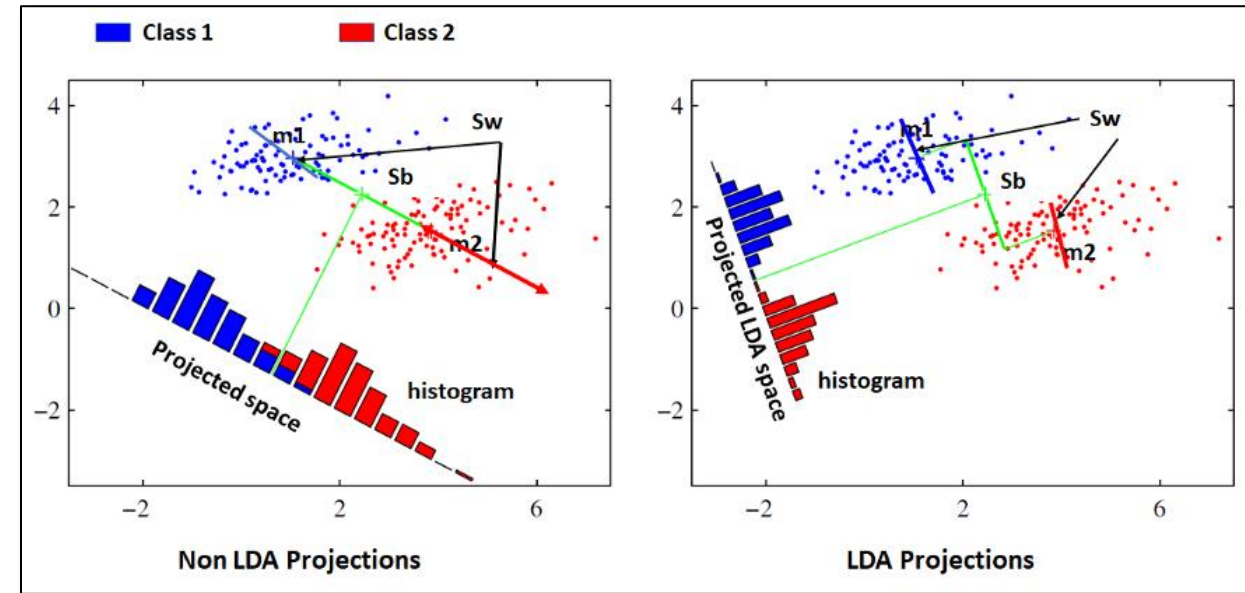 Class 1
Class 2
4
2
0
−2
−2
2
6
m1
Sw
Sb
m2
Projected space
histogram
Non LDA Projections
4
2
0
−2
−2
2
6
m1
Sw
Sb
m2
Projected LDA space
histogram
LDA Projections